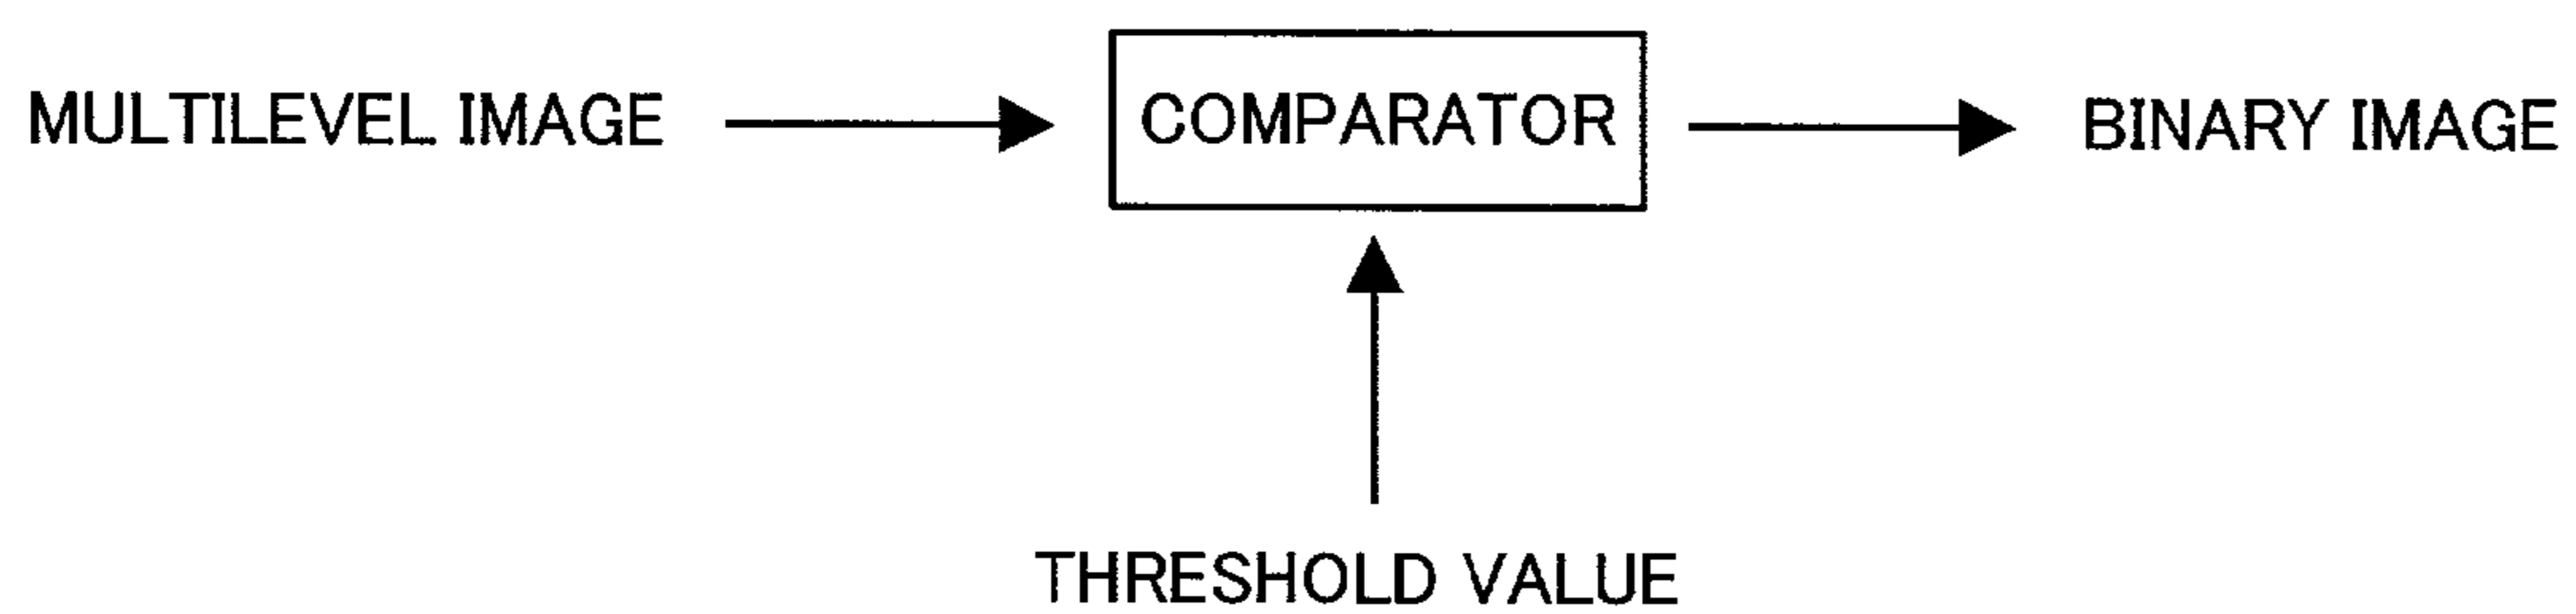 MULTILEVEL IMAGE
COMPARATOR
BINARY IMAGE
THRESHOLD VALUE